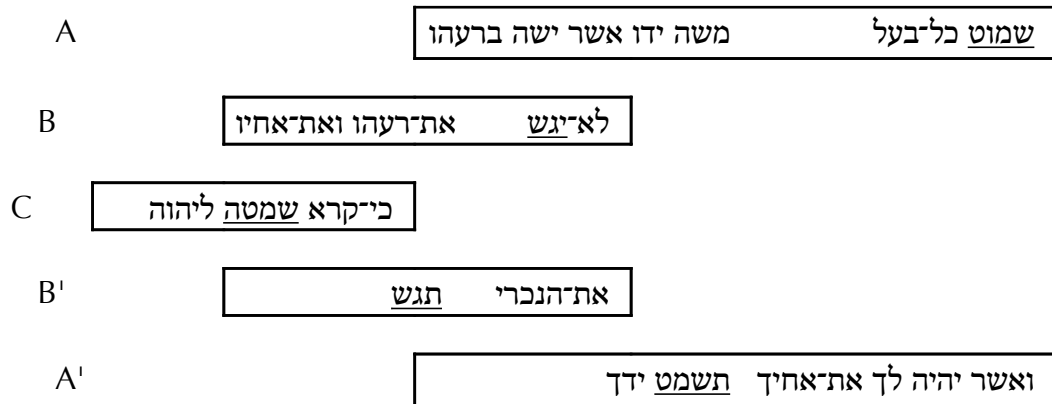 A שמוט כל־בעל משה ידו אשר ישה ברעהו
B לא־יגש את־רעהו ואת־אחיו
C כי־קרא שמטה ליהוה
B' את־הנכרי תגש
A' ואשר יהיה לך את־אחיך תשמט ידך